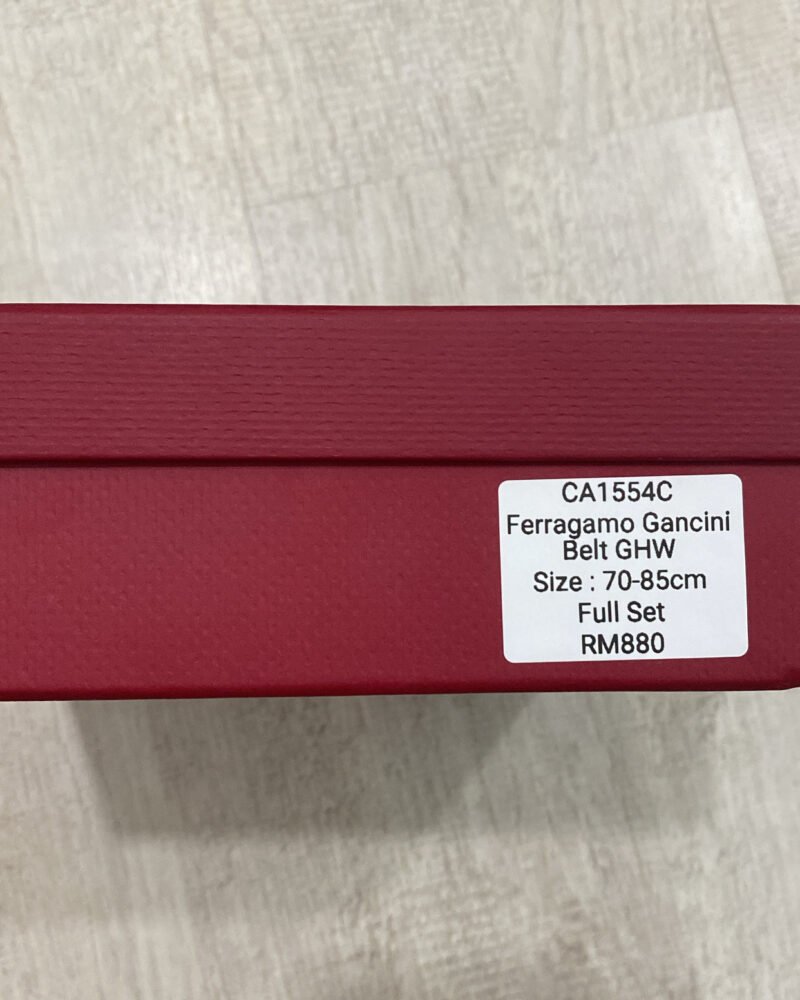 CA1554C
Ferragamo Gancini
Belt GHW
Size : 70-85cm
Full Set
RM880